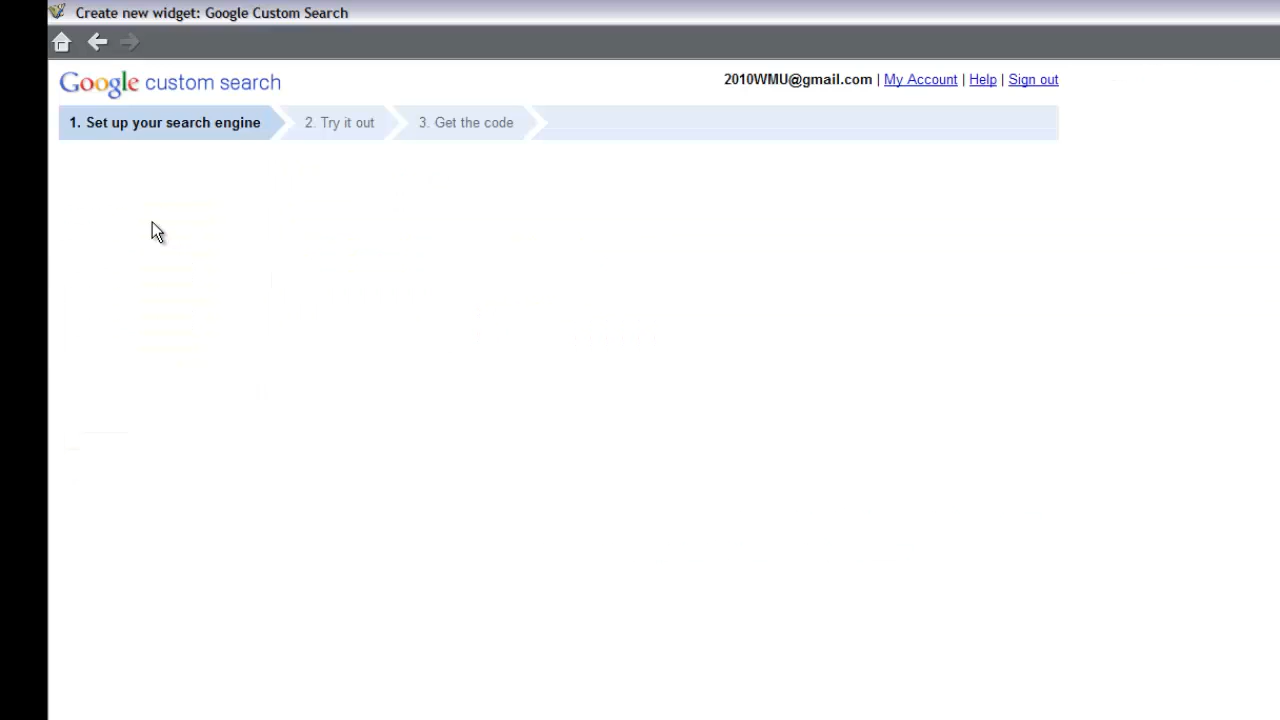 Create new widget: Google Custom Search
Google custom search
2010WMU@gmail.com | My Account | Help | Sign out
1. Set up your search engine 2. Try it out 3. Get the code